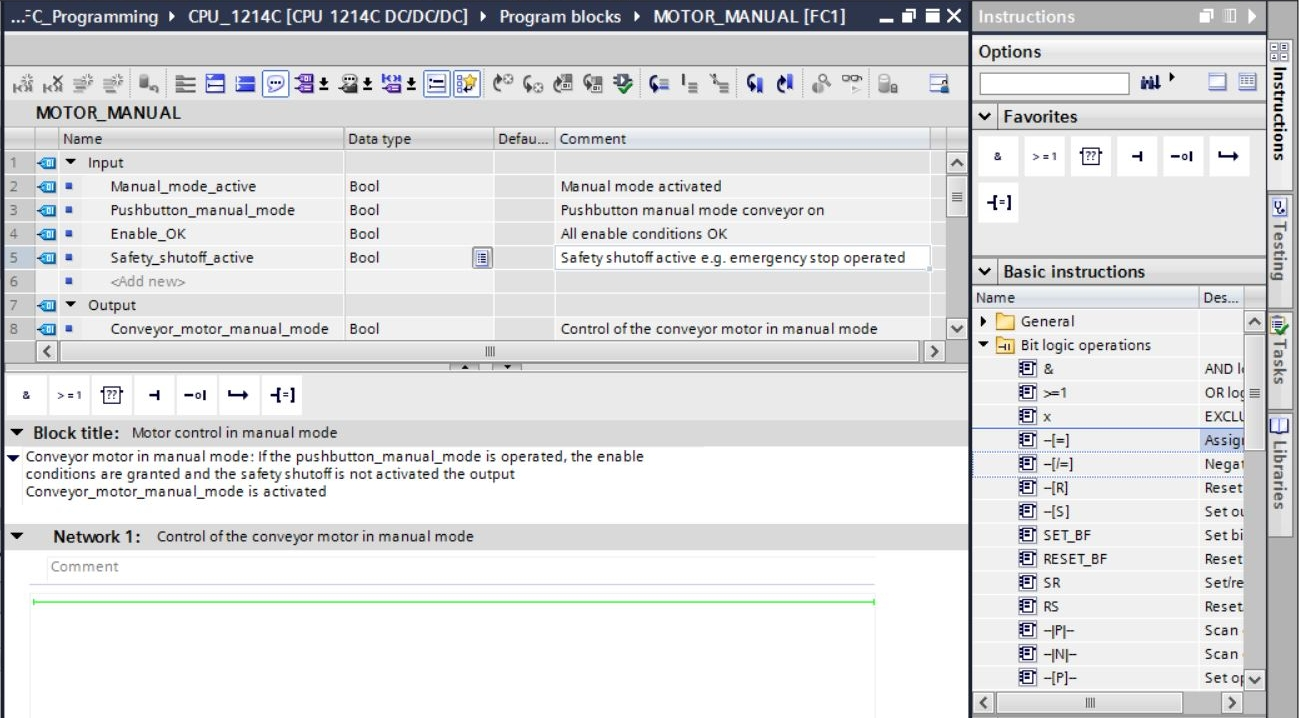 ...FC_Programming ▸ CPU_1214C [CPU 1214C DC/DC/DC] ▸ Program blocks ▸ MOTOR_MANUAL [FC1]
MOTOR_MANUAL
Name Data type Defau... Comment
1 Input
2 Manual_mode_active Bool Manual mode activated
3 Pushbutton_manual_mode Bool Pushbutton manual mode conveyor on
4 Enable_OK Bool All enable conditions OK
5 Safety_shutoff_active Bool Safety shutoff active e.g. emergency stop operated
6 <Add new>
7 Output
8 Conveyor_motor_manual_mode Bool Control of the conveyor motor in manual mode
& >=1 ?? -[=]
Block title: Motor control in manual mode
Conveyor motor in manual mode: If the pushbutton_manual_mode is operated, the enable
conditions are granted and the safety shutoff is not activated the output
Conveyor_motor_manual_mode is activated
Network 1: Control of the conveyor motor in manual mode
Comment
Instructions
Options
Favorites
& >=1 ??
-[=]
Basic instructions
Name Des...
General
Bit logic operations
& AND l
>=1 OR log
x EXCLU
-[=] Assig
-[/=] Negat
-[R] Reset
-[S] Set ou
SET_BF Set bi
RESET_BF Reset
SR Set/re
RS Reset
-|P|- Scan
-|N|- Scan
-[P]- Set op
Instructions
Testing
Tasks
Libraries